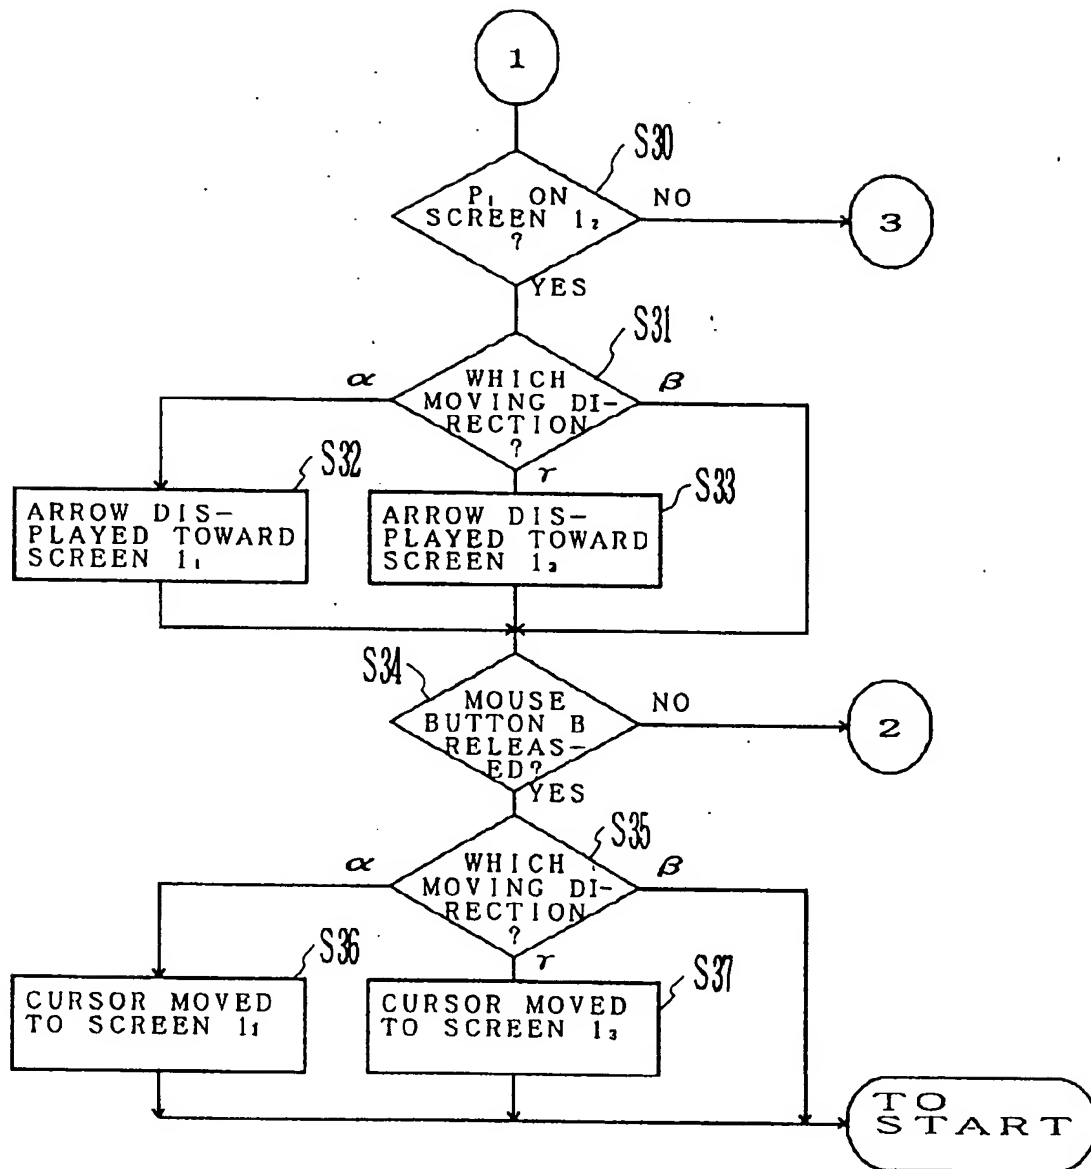 1
S30
P₁ ON
SCREEN 1₂
?
NO
3
YES
S31
α
WHICH
MOVING DI-
RECTION
?
β
γ
S32
ARROW DIS-
PLAYED TOWARD
SCREEN 1₁
S33
ARROW DIS-
PLAYED TOWARD
SCREEN 1₃
S34
MOUSE
BUTTON B
RELEAS-
ED?
NO
2
YES
S35
α
WHICH
MOVING DI-
RECTION
?
β
γ
S36
CURSOR MOVED
TO SCREEN 1₁
S37
CURSOR MOVED
TO SCREEN 1₃
TO
START